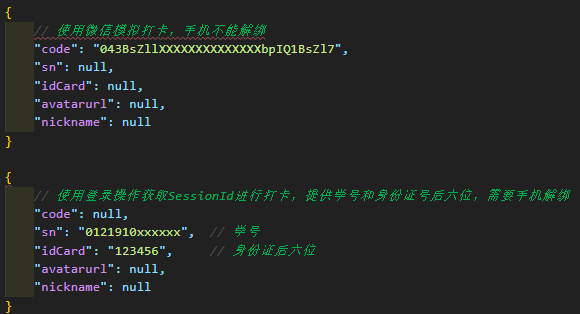 {
    // 使用微信模拟打卡，手机不能解绑
    "code": "043BsZllXXXXXXXXXXXXXXbpIQ1BsZl7",
    "sn": null,
    "idCard": null,
    "avatarurl": null,
    "nickname": null
}
{
    // 使用登录操作获取SessionId进行打卡，提供学号和身份证号后六位，需要手机解绑
    "code": null,
    "sn": "0121910xxxxxx",  // 学号
    "idCard": "123456",     // 身份证后六位
    "avatarurl": null,
    "nickname": null
}